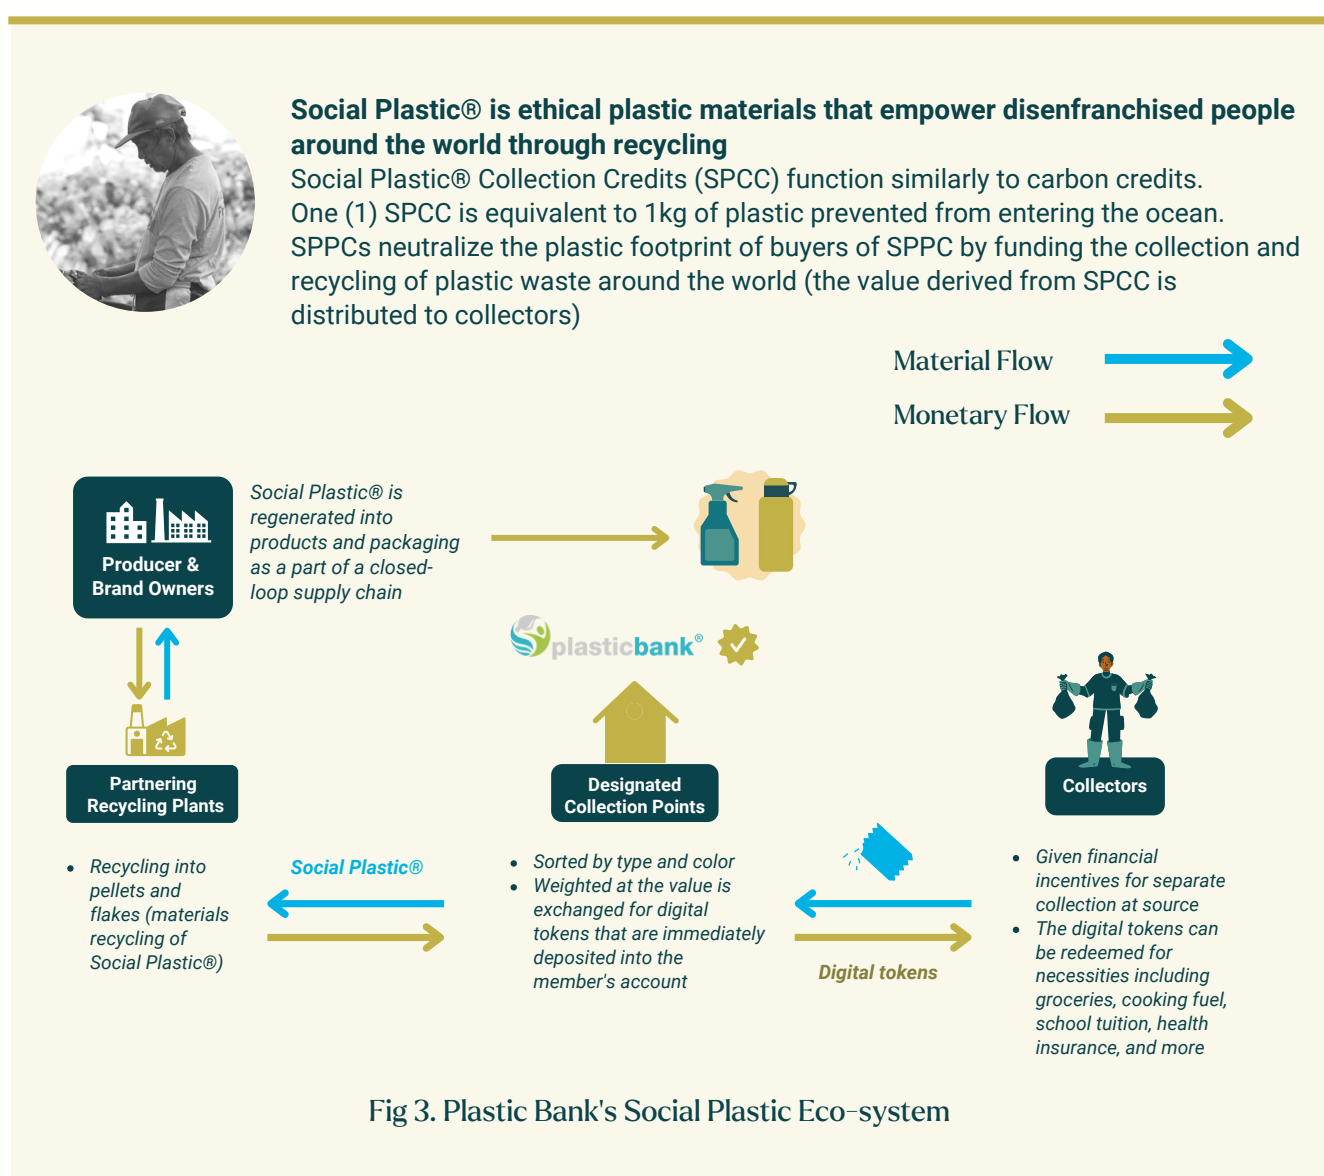 Social Plastic® is ethical plastic materials that empower disenfranchised people
around the world through recycling
Social Plastic® Collection Credits (SPCC) function similarly to carbon credits.
One (1) SPCC is equivalent to 1kg of plastic prevented from entering the ocean.
SPPCs neutralize the plastic footprint of buyers of SPPC by funding the collection and
recycling of plastic waste around the world (the value derived from SPCC is
distributed to collectors)
Material Flow
Monetary Flow
Producer &
Brand Owners
Social Plastic® is
regenerated into
products and packaging
as a part of a closed-
loop supply chain
plasticbank®
Partnering
Recycling Plants
Designated
Collection Points
Collectors
• Recycling into
pellets and
flakes (materials
recycling of
Social Plastic®)
Social Plastic®
• Sorted by type and color
• Weighted at the value is
exchanged for digital
tokens that are immediately
deposited into the
member's account
Digital tokens
• Given financial
incentives for separate
collection at source
• The digital tokens can
be redeemed for
necessities including
groceries, cooking fuel,
school tuition, health
insurance, and more
Fig 3. Plastic Bank's Social Plastic Eco-system